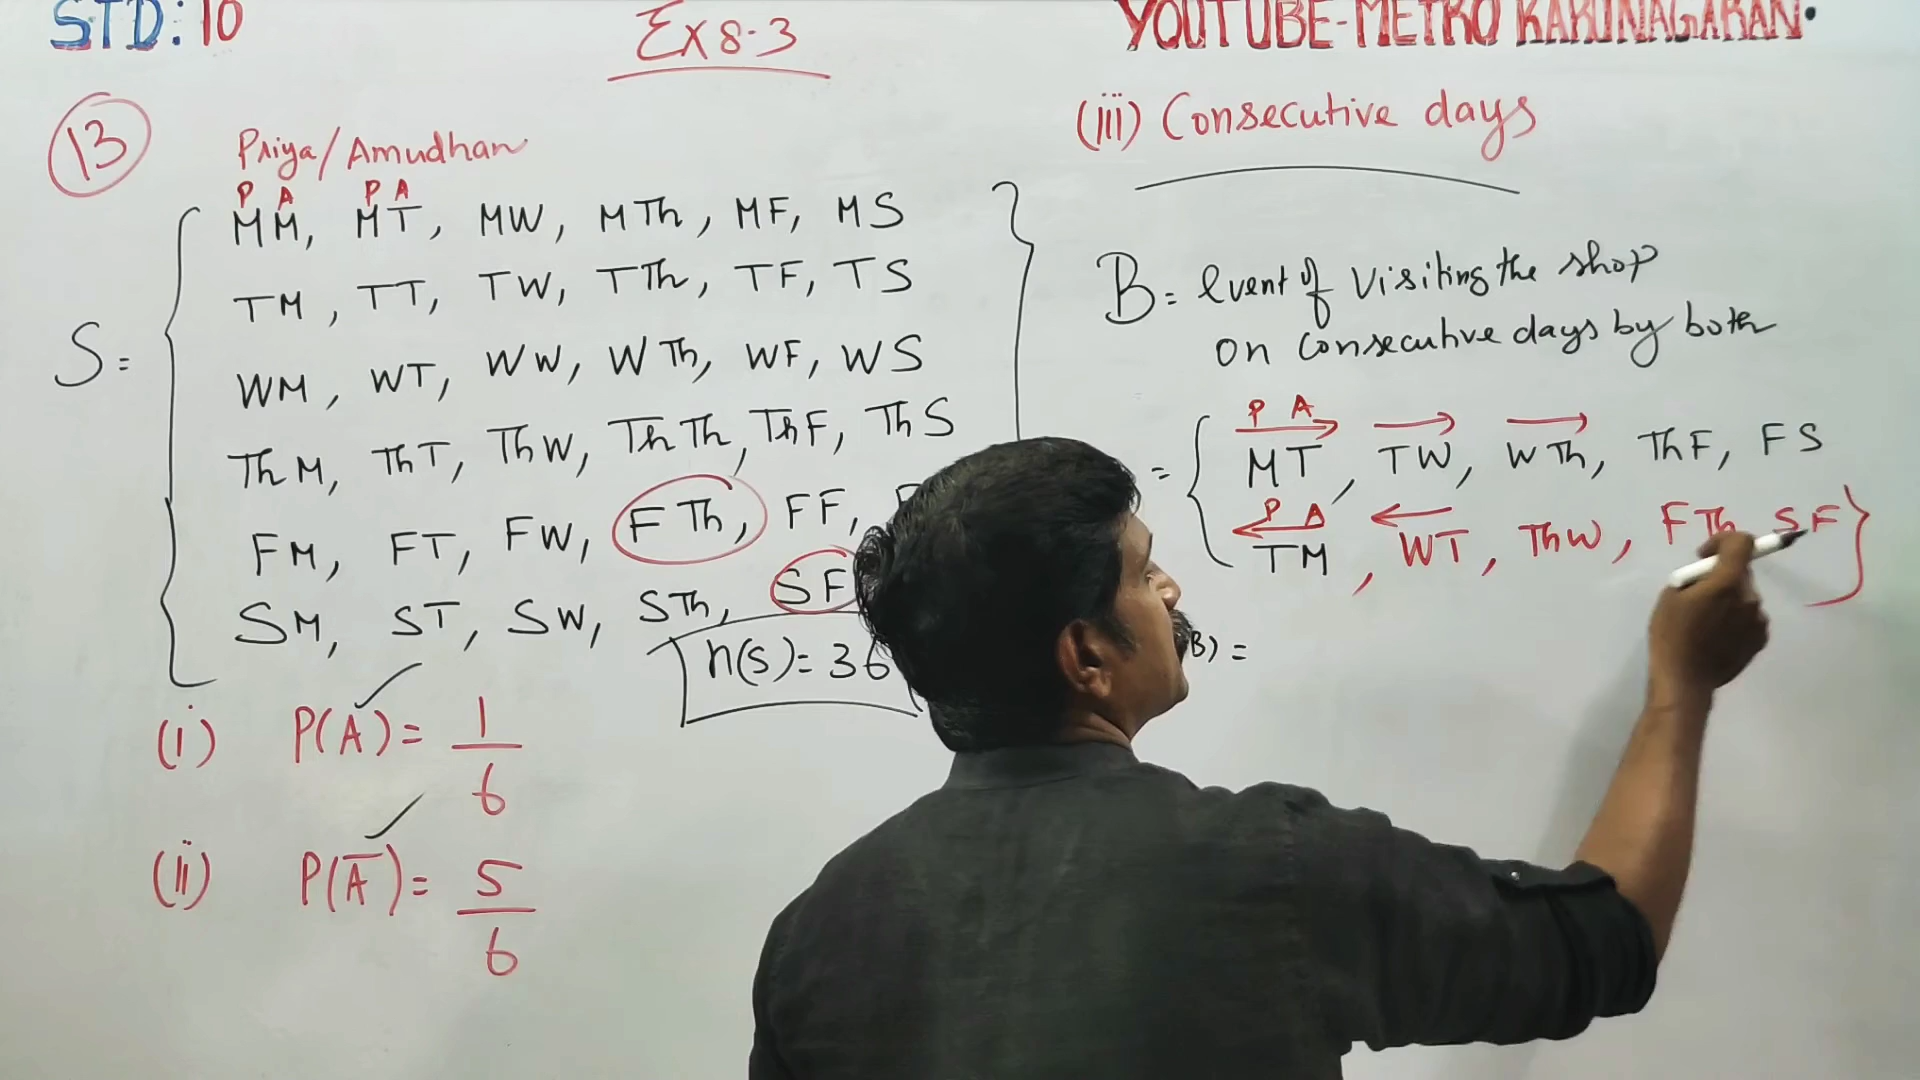 STD: 10
Ex 8.3
YOUTUBE-METRO KARUNAGARAN.
13
Priya/Amudhan
P A P A
S = { MM, MT, MW, MTh, MF, MS
TM, TT, TW, TTh, TF, TS
WM, WT, WW, WTh, WF, WS
ThM, ThT, ThW, ThTh, ThF, ThS
FM, FT, FW, FTh, FF,
SM, ST, SW, STh, SF
n(s) = 36
(i) P(A) = 1/6
(ii) P(A̅) = 5/6
(iii) Consecutive days
B = Event of visiting the shop
on consecutive days by both
P A
= { MT, TW, WTh, ThF, FS
P A
TM, WT, ThW, FTh, SF }
B) =